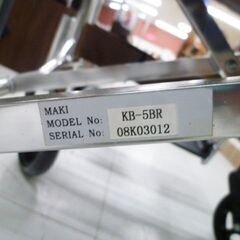 MAKI
MODEL No: KB-5BR
SERIAL No: 08K03012